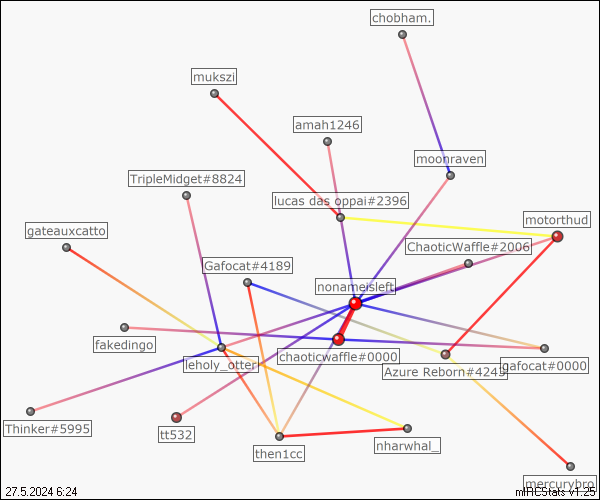 chobham.
mukszi
amah1246
moonraven
TripleMidget#8824
lucas das oppai#2396
motorthud
gateauxcatto
ChaoticWaffle#2006
Gafocat#4189
nonameisleft
fakedingo
chaoticwaffle#0000
leholy_otter
Azure Reborn#4243
gafocat#0000
Thinker#5995
tt532
then1cc
nharwhal_
mercurybro
27.5.2024 6:24
mIRCStats v1.25